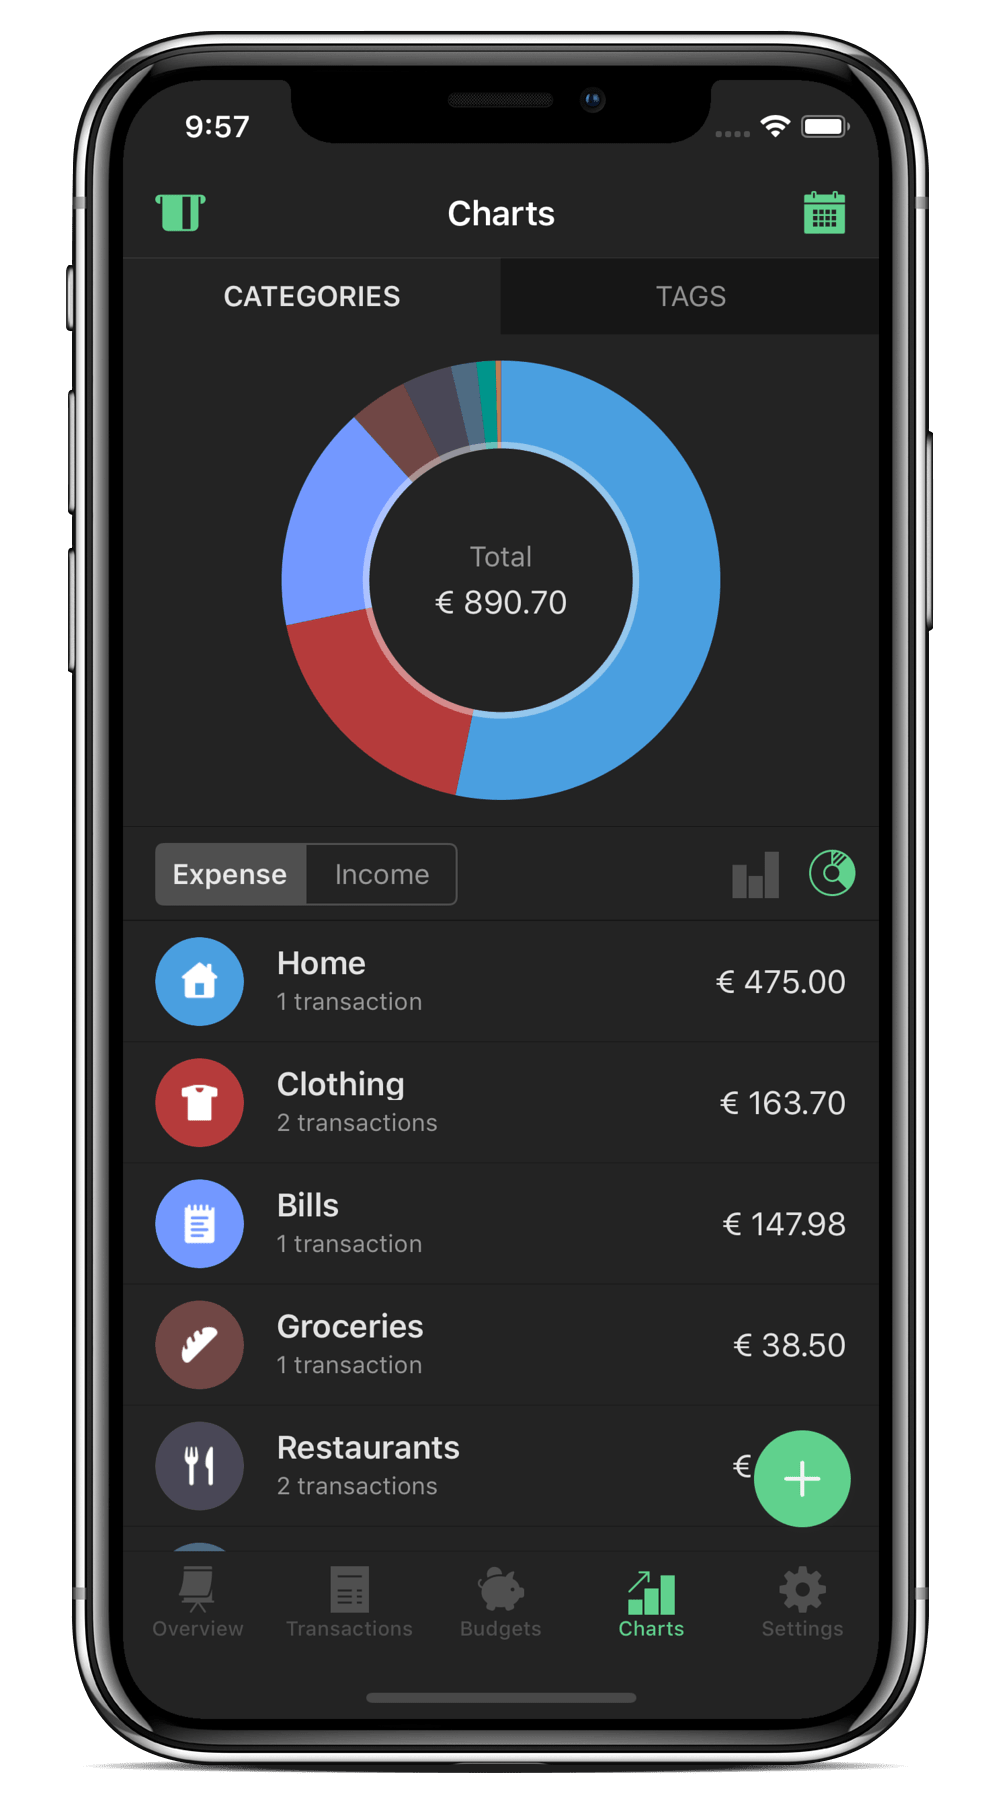 9:57
Charts
CATEGORIES
TAGS
Total
€ 890.70
Expense
Income
Home
1 transaction
€ 475.00
Clothing
2 transactions
€ 163.70
Bills
1 transaction
€ 147.98
Groceries
1 transaction
€ 38.50
Restaurants
2 transactions
€
Overview
Transactions
Budgets
Charts
Settings